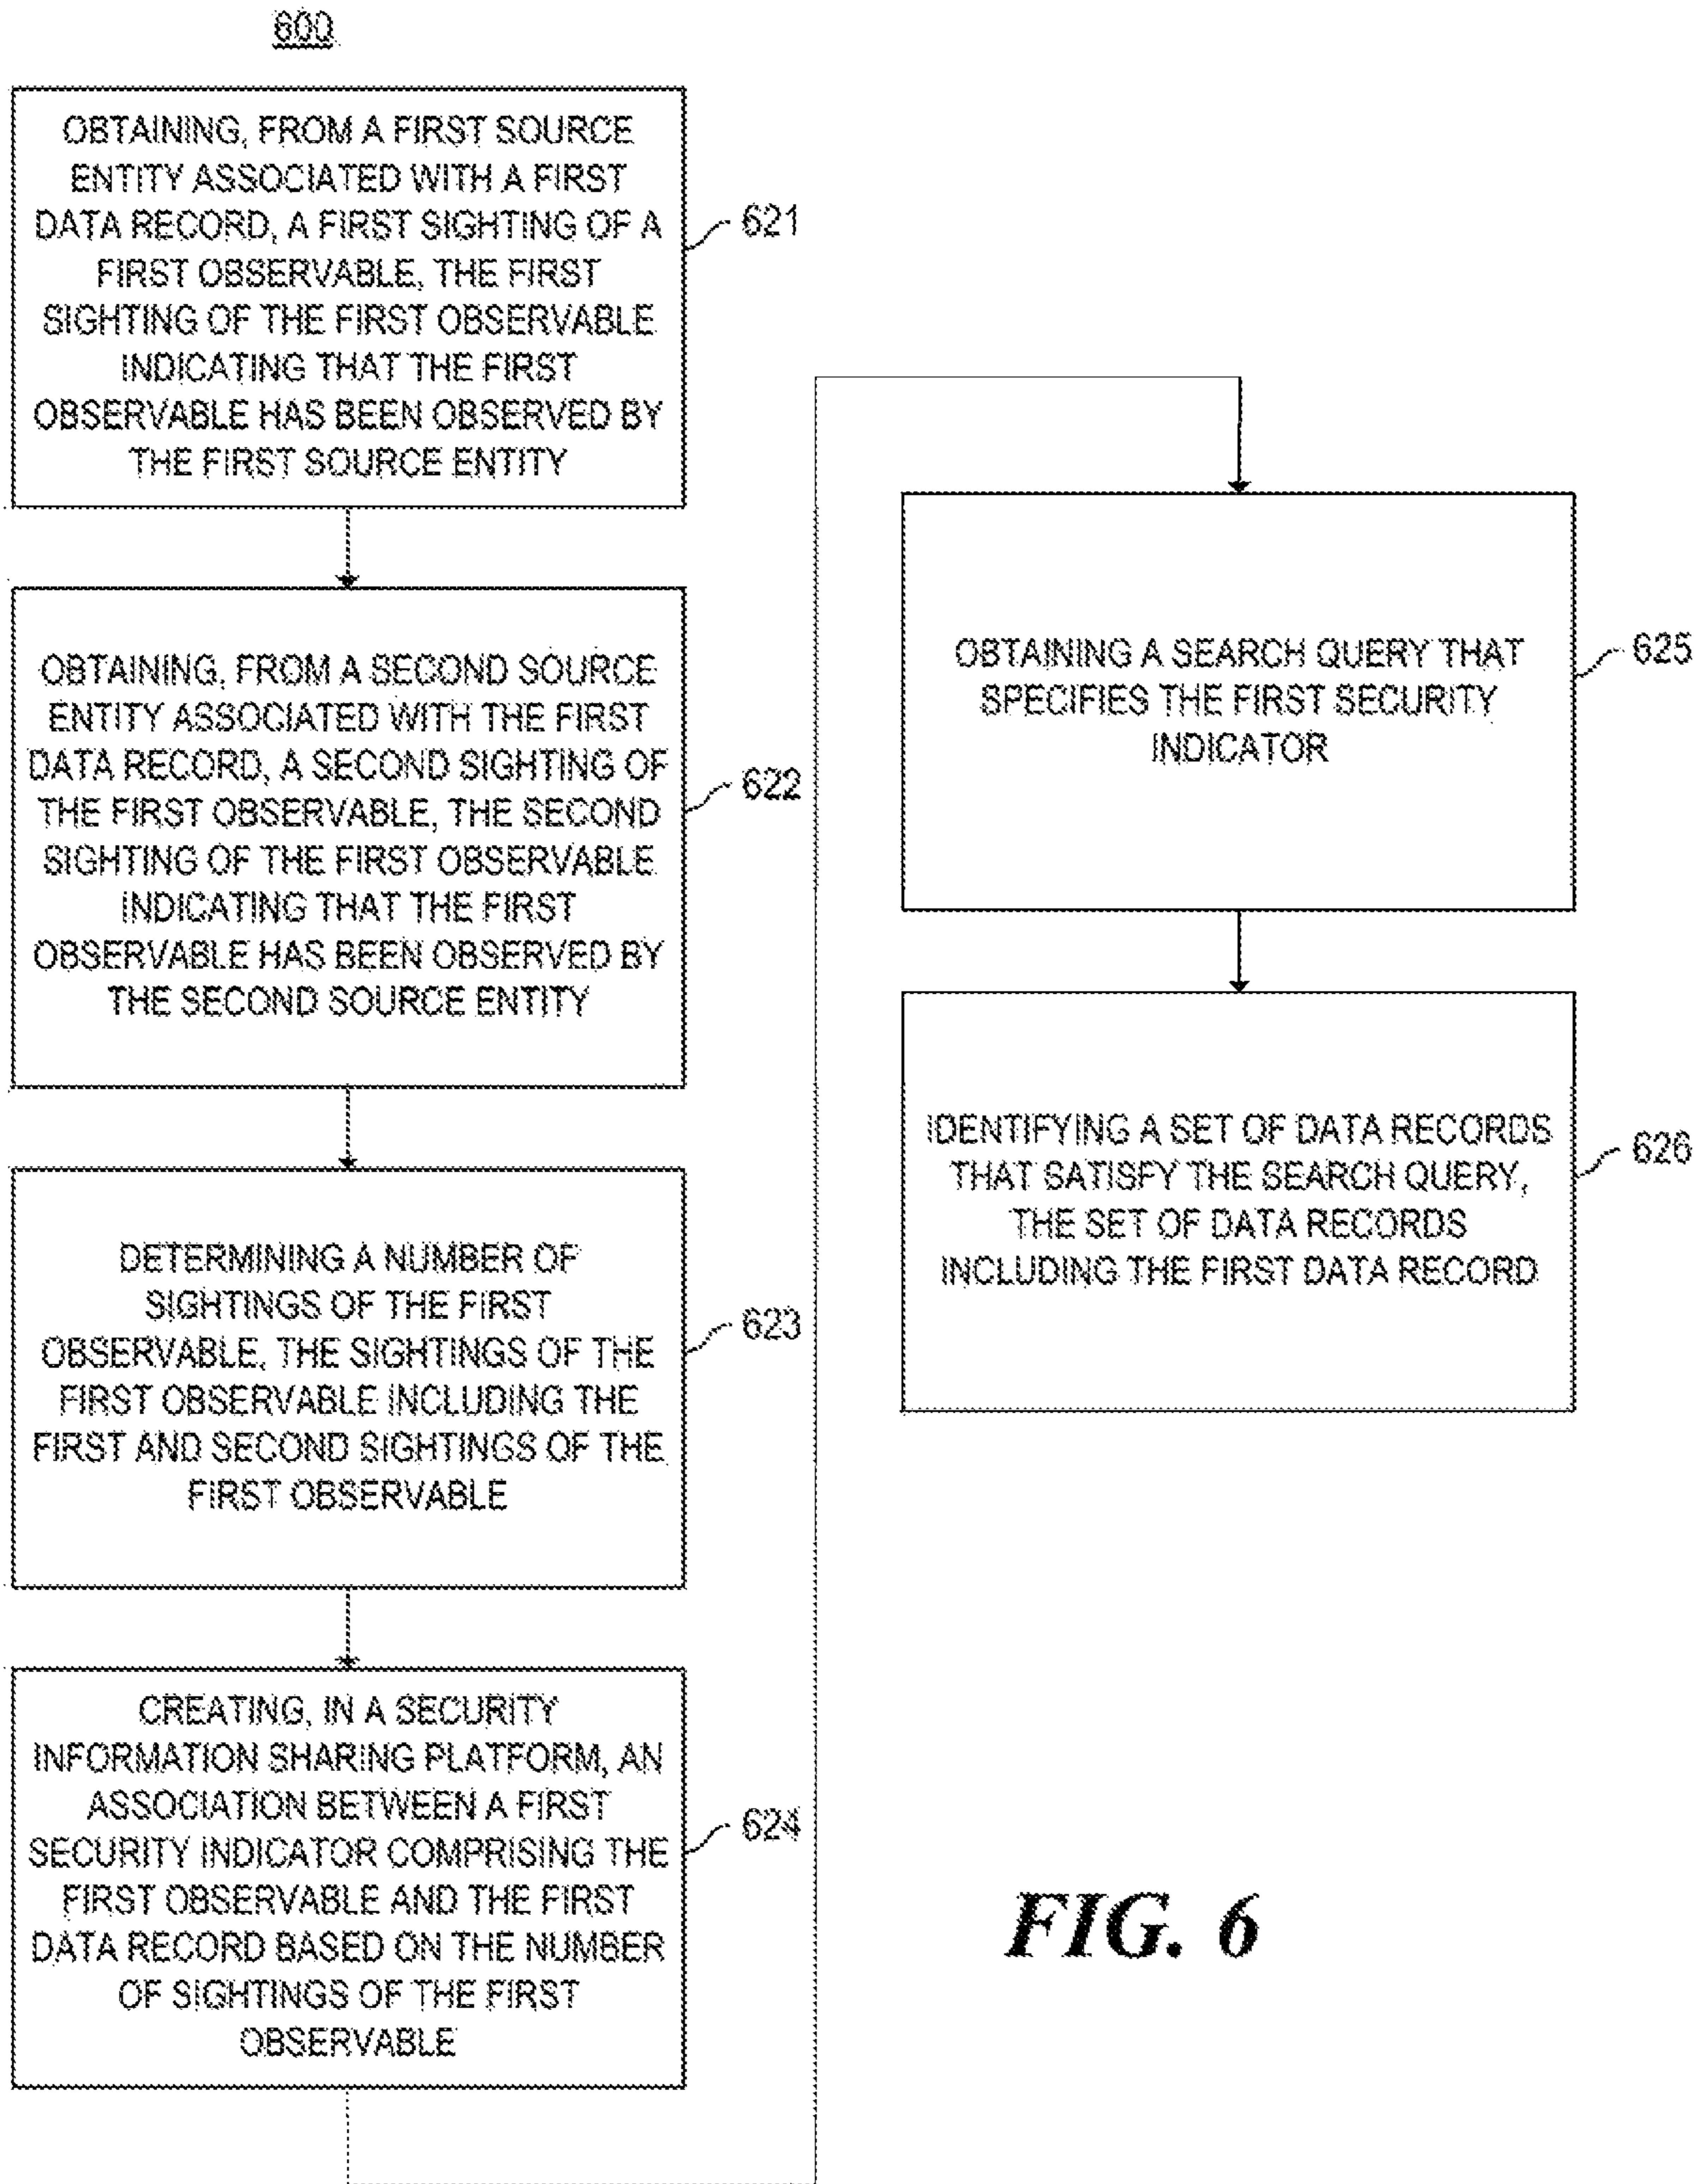 600
OBTAINING, FROM A FIRST SOURCE
ENTITY ASSOCIATED WITH A FIRST
DATA RECORD, A FIRST SIGHTING OF A
FIRST OBSERVABLE, THE FIRST
SIGHTING OF THE FIRST OBSERVABLE
INDICATING THAT THE FIRST
OBSERVABLE HAS BEEN OBSERVED BY
THE FIRST SOURCE ENTITY
621
OBTAINING, FROM A SECOND SOURCE
ENTITY ASSOCIATED WITH THE FIRST
DATA RECORD, A SECOND SIGHTING OF
THE FIRST OBSERVABLE, THE SECOND
SIGHTING OF THE FIRST OBSERVABLE
INDICATING THAT THE FIRST
OBSERVABLE HAS BEEN OBSERVED BY
THE SECOND SOURCE ENTITY
622
DETERMINING A NUMBER OF
SIGHTINGS OF THE FIRST
OBSERVABLE, THE SIGHTINGS OF THE
FIRST OBSERVABLE INCLUDING THE
FIRST AND SECOND SIGHTINGS OF THE
FIRST OBSERVABLE
623
CREATING, IN A SECURITY
INFORMATION SHARING PLATFORM, AN
ASSOCIATION BETWEEN A FIRST
SECURITY INDICATOR COMPRISING THE
FIRST OBSERVABLE AND THE FIRST
DATA RECORD BASED ON THE NUMBER
OF SIGHTINGS OF THE FIRST
OBSERVABLE
624
OBTAINING A SEARCH QUERY THAT
SPECIFIES THE FIRST SECURITY
INDICATOR
625
IDENTIFYING A SET OF DATA RECORDS
THAT SATISFY THE SEARCH QUERY,
THE SET OF DATA RECORDS
INCLUDING THE FIRST DATA RECORD
626
FIG. 6